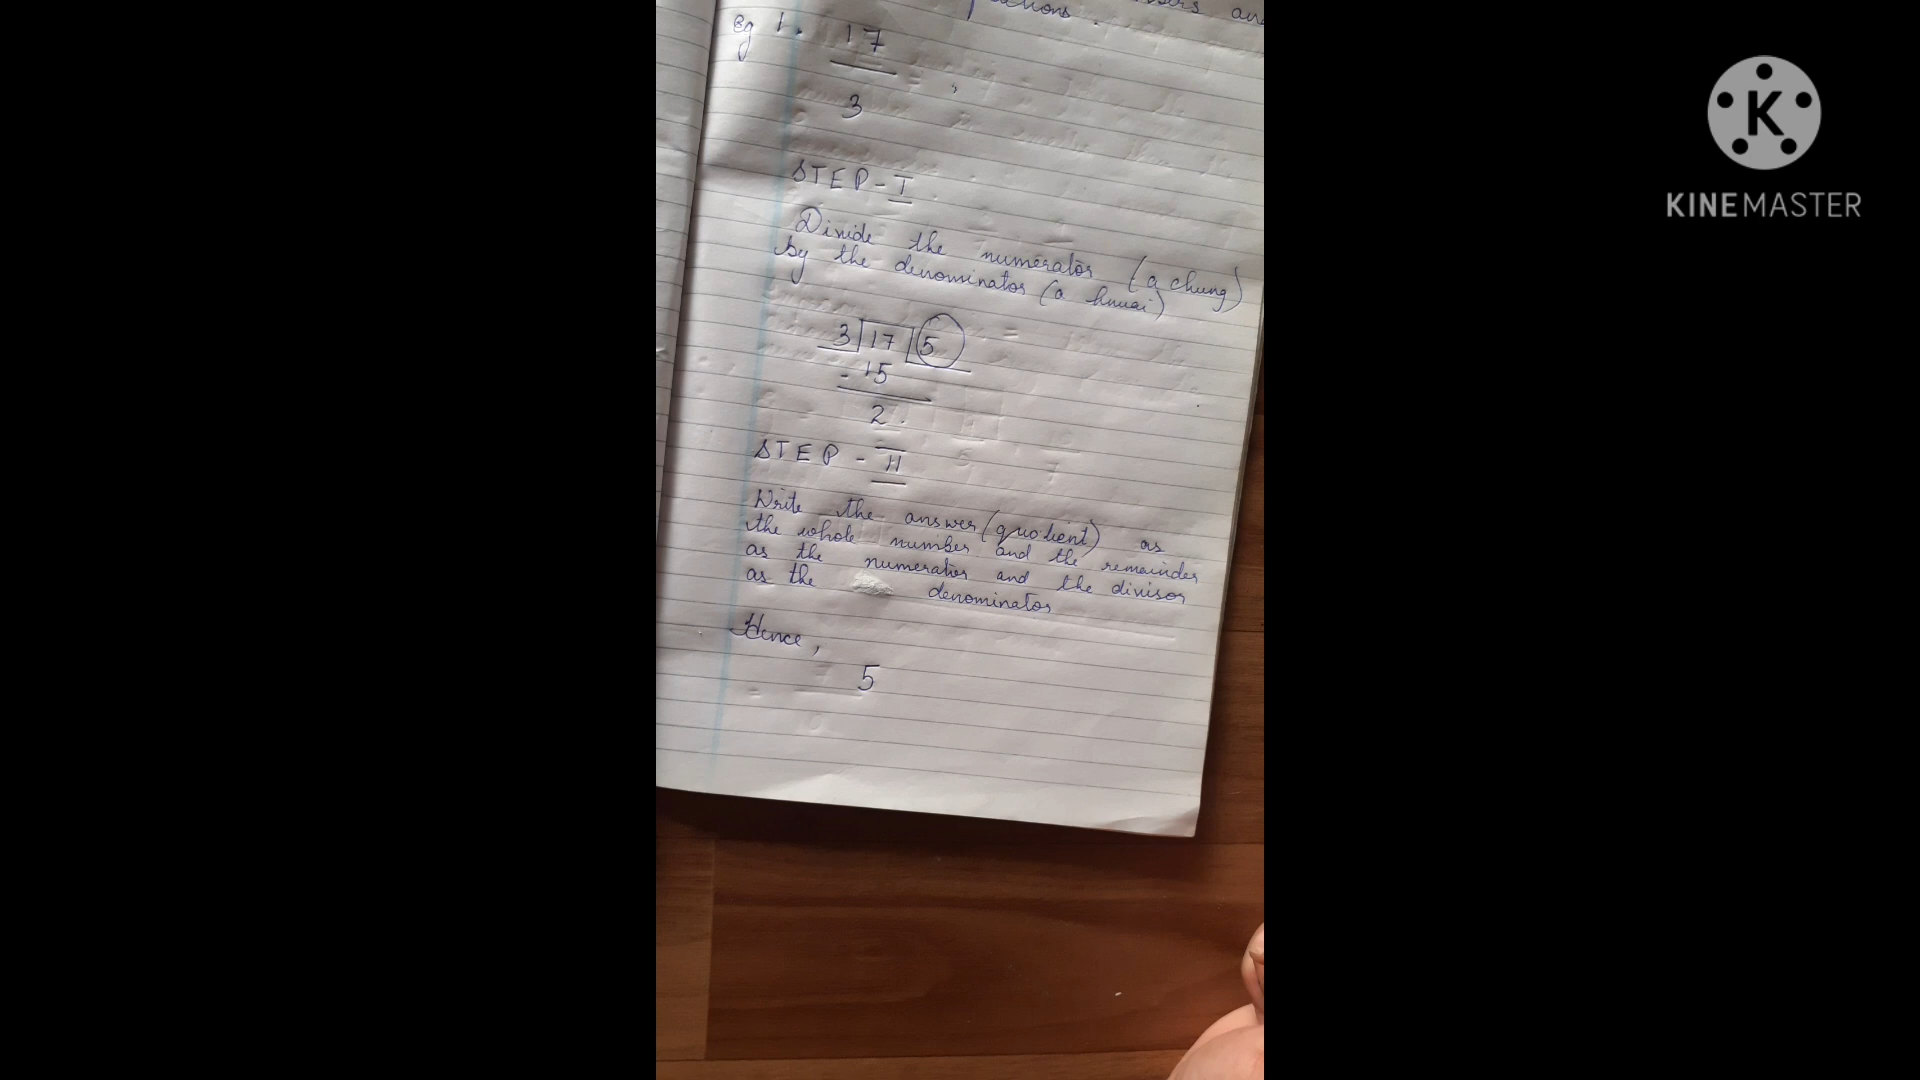 eg 1. 17
3
STEP - I
Divide the numerator (a chung)
by the denominator (a hnuai)
3 17 5
- 15
2
STEP - II
Write the answer (quotient) as
the whole number and the remainder
as the numerator and the divisor
as the denominator
Hence,
5
K
KINEMASTER